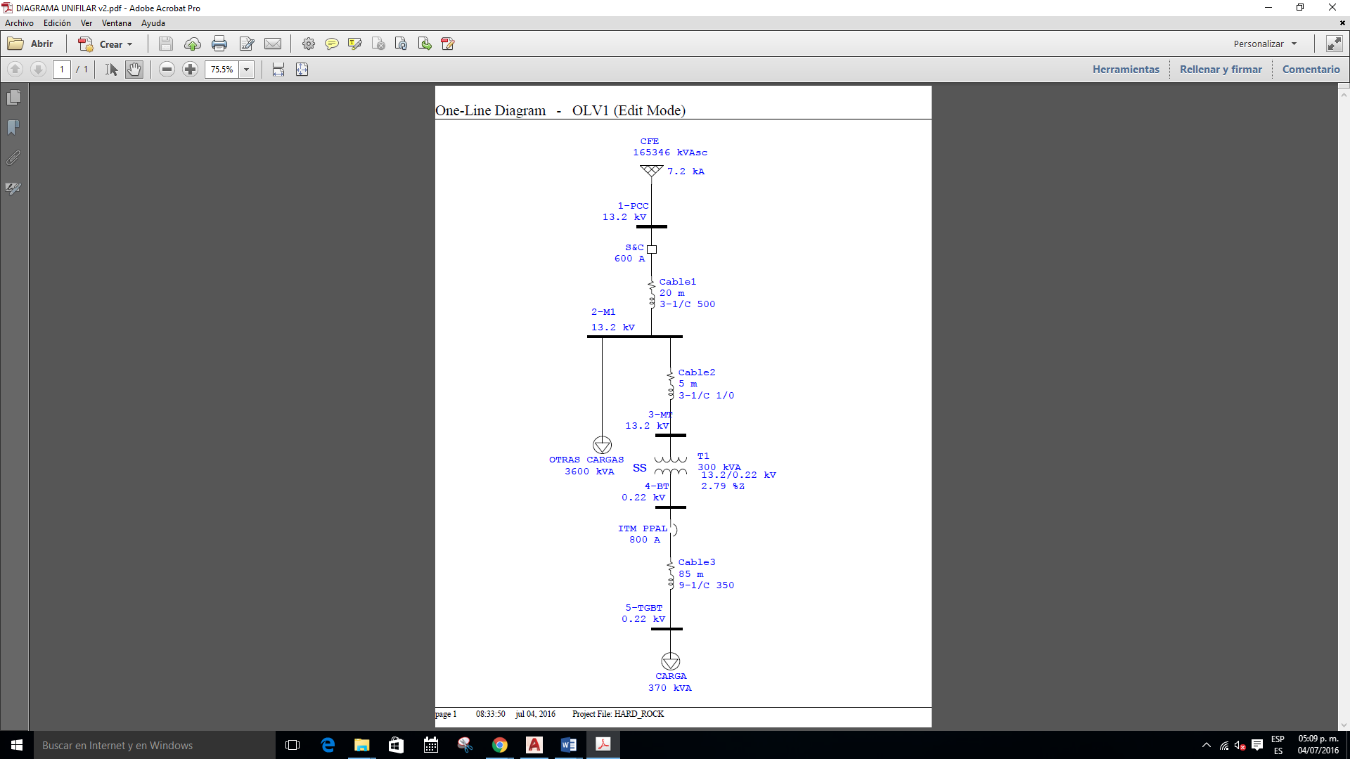 DIAGRAMA UNIFILAR v2.pdf - Adobe Acrobat Pro
Archivo Edición Ver Ventana Ayuda
Abrir Crear Personalizar
1 / 1 75.5% Herramientas Rellenar y firmar Comentario
One-Line Diagram - OLV1 (Edit Mode)
CFE
165346 kVAsc
7.2 kA
1-PCC
13.2 kV
S&C
600 A
Cable1
20 m
3-1/C 500
2-M1
13.2 kV
Cable2
5 m
3-1/C 1/0
3-MT
13.2 kV
OTRAS CARGAS
3600 kVA
SS
T1
300 kVA
13.2/0.22 kV
2.79 %Z
4-BT
0.22 kV
ITM PPAL
800 A
Cable3
85 m
9-1/C 350
5-TGBT
0.22 kV
CARGA
370 kVA
page 1 08:33:50 jul 04, 2016 Project File: HARD_ROCK
Buscar en Internet y en Windows
ESP 05:09 p. m.
ES 04/07/2016